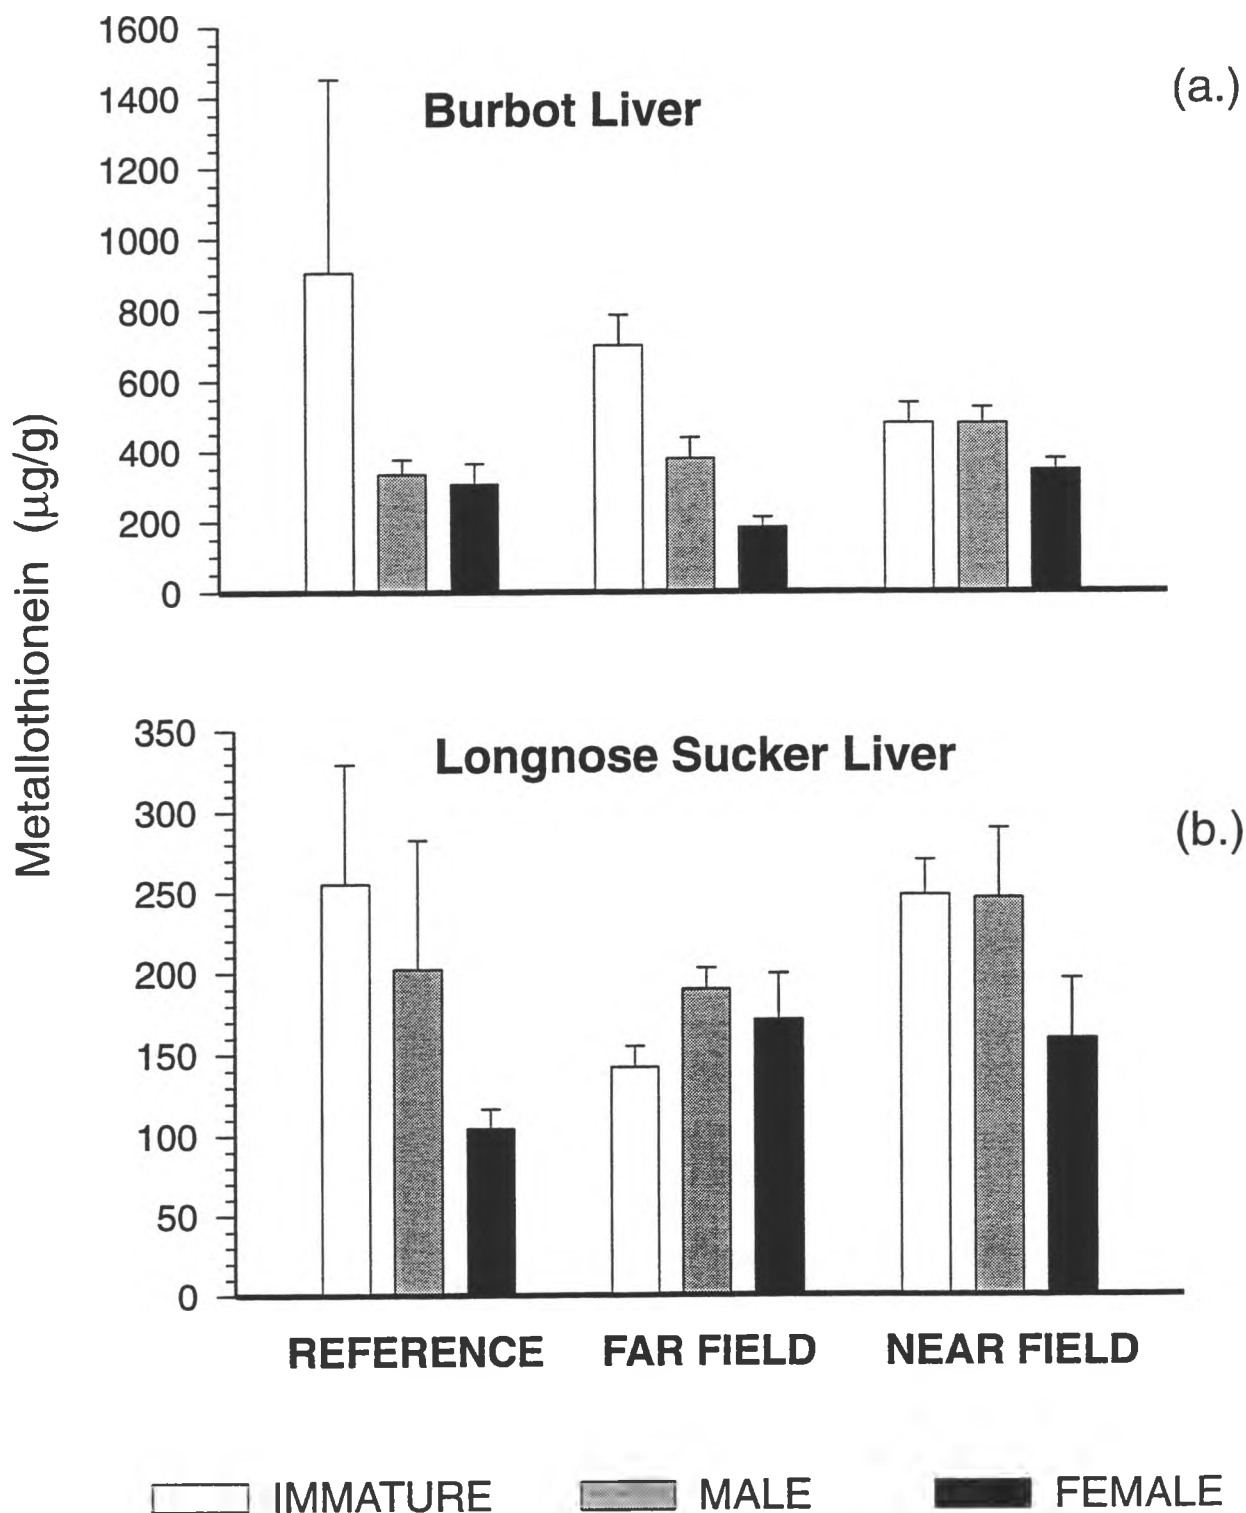 1600
(a.)
Burbot Liver
1400
1200
1000
800
600
400
200
0
Metallothionein (µg/g)
350
Longnose Sucker Liver
300
(b.)
250
200
150
100
50
0
REFERENCE FAR FIELD NEAR FIELD
IMMATURE MALE FEMALE